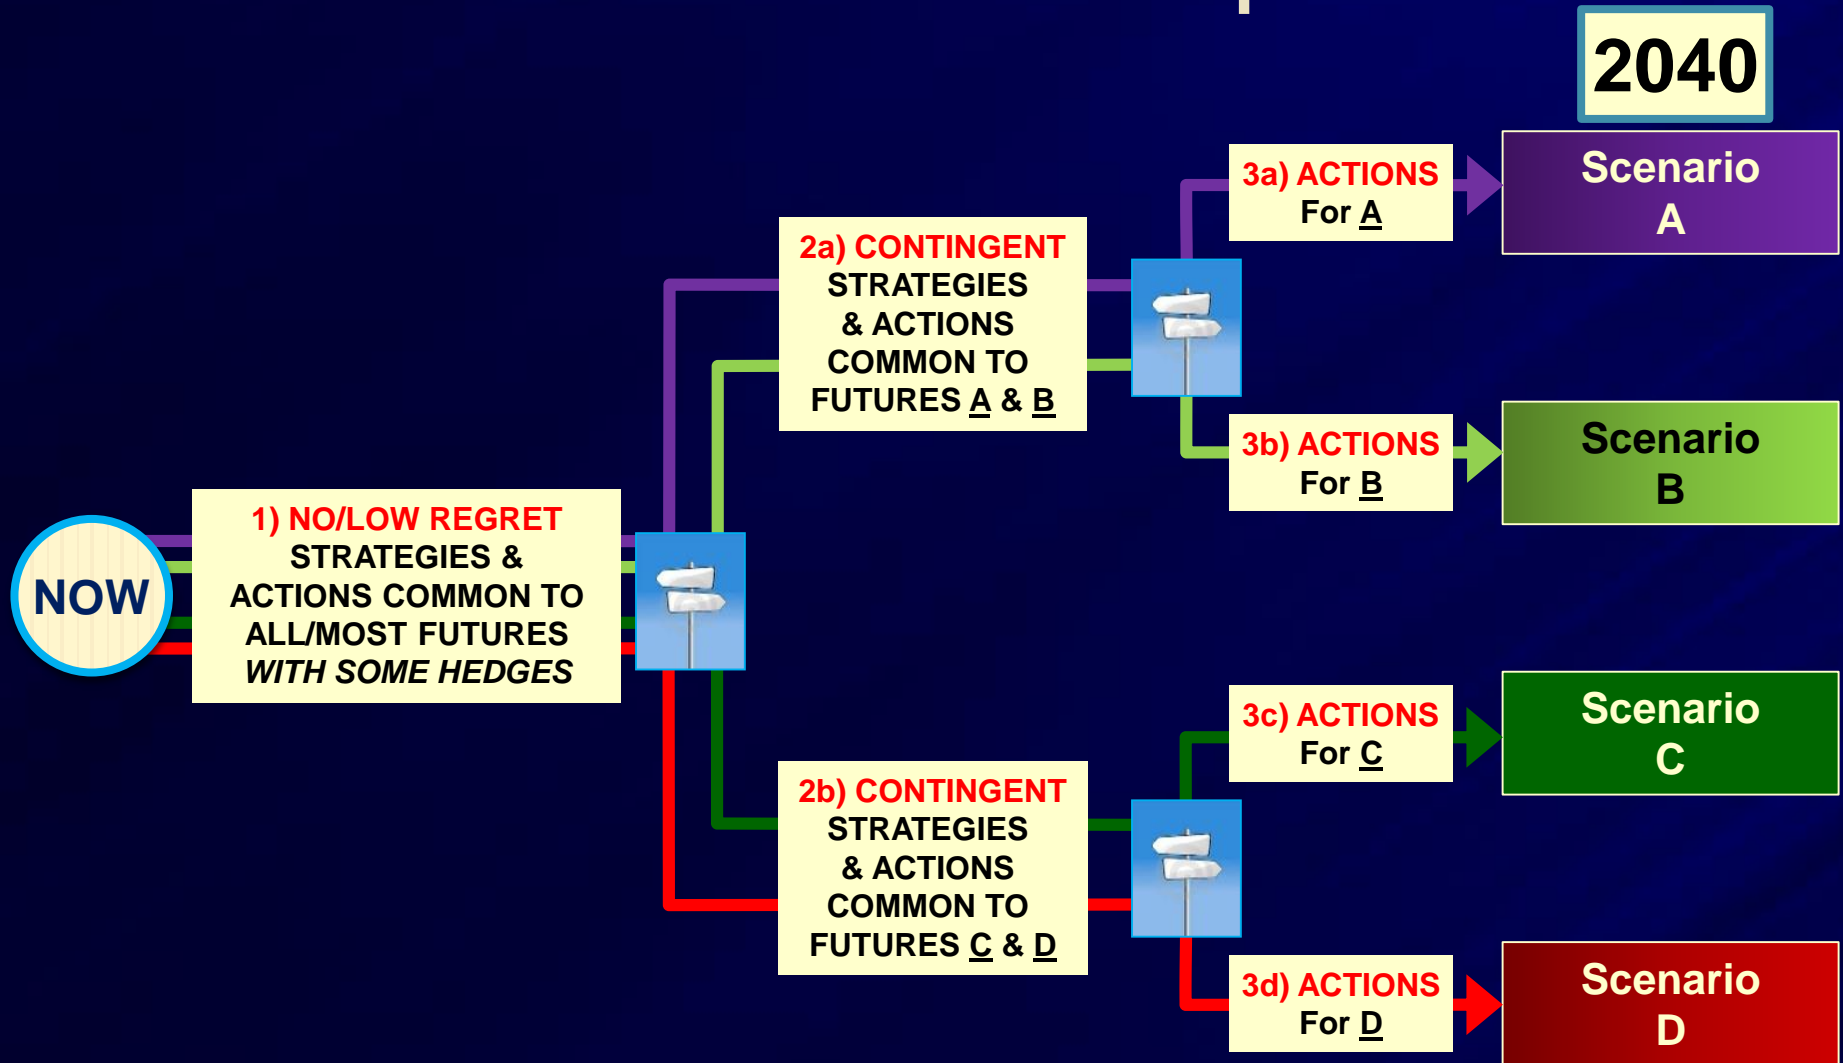 2040
NOW
1) NO/LOW REGRET
STRATEGIES &
ACTIONS COMMON TO
ALL/MOST FUTURES
WITH SOME HEDGES
2a) CONTINGENT
STRATEGIES
& ACTIONS
COMMON TO
FUTURES A & B
2b) CONTINGENT
STRATEGIES
& ACTIONS
COMMON TO
FUTURES C & D
3a) ACTIONS
For A
Scenario
A
3b) ACTIONS
For B
Scenario
B
3c) ACTIONS
For C
Scenario
C
3d) ACTIONS
For D
Scenario
D